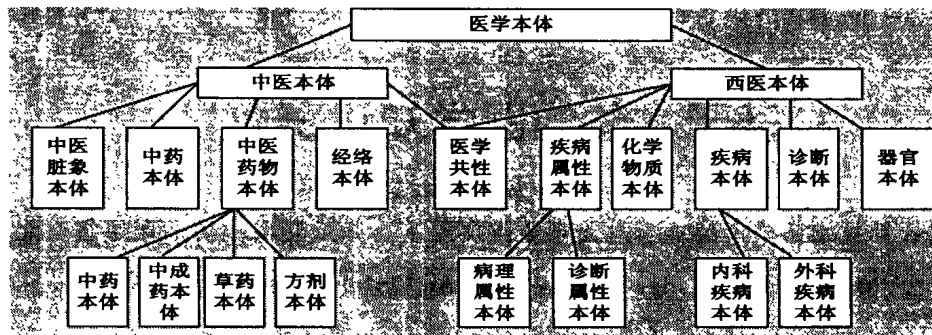 医学本体
中医本体
西医本体
中医
脏象
本体
中药
本体
中医
药物
本体
经络
本体
医学
共性
本体
疾病
属性
本体
化学
物质
本体
疾病
本体
诊断
本体
器官
本体
中药
本体
中成
药本
体
草药
本体
方剂
本体
病理
属性
本体
诊断
属性
本体
内科
疾病
本体
外科
疾病
本体